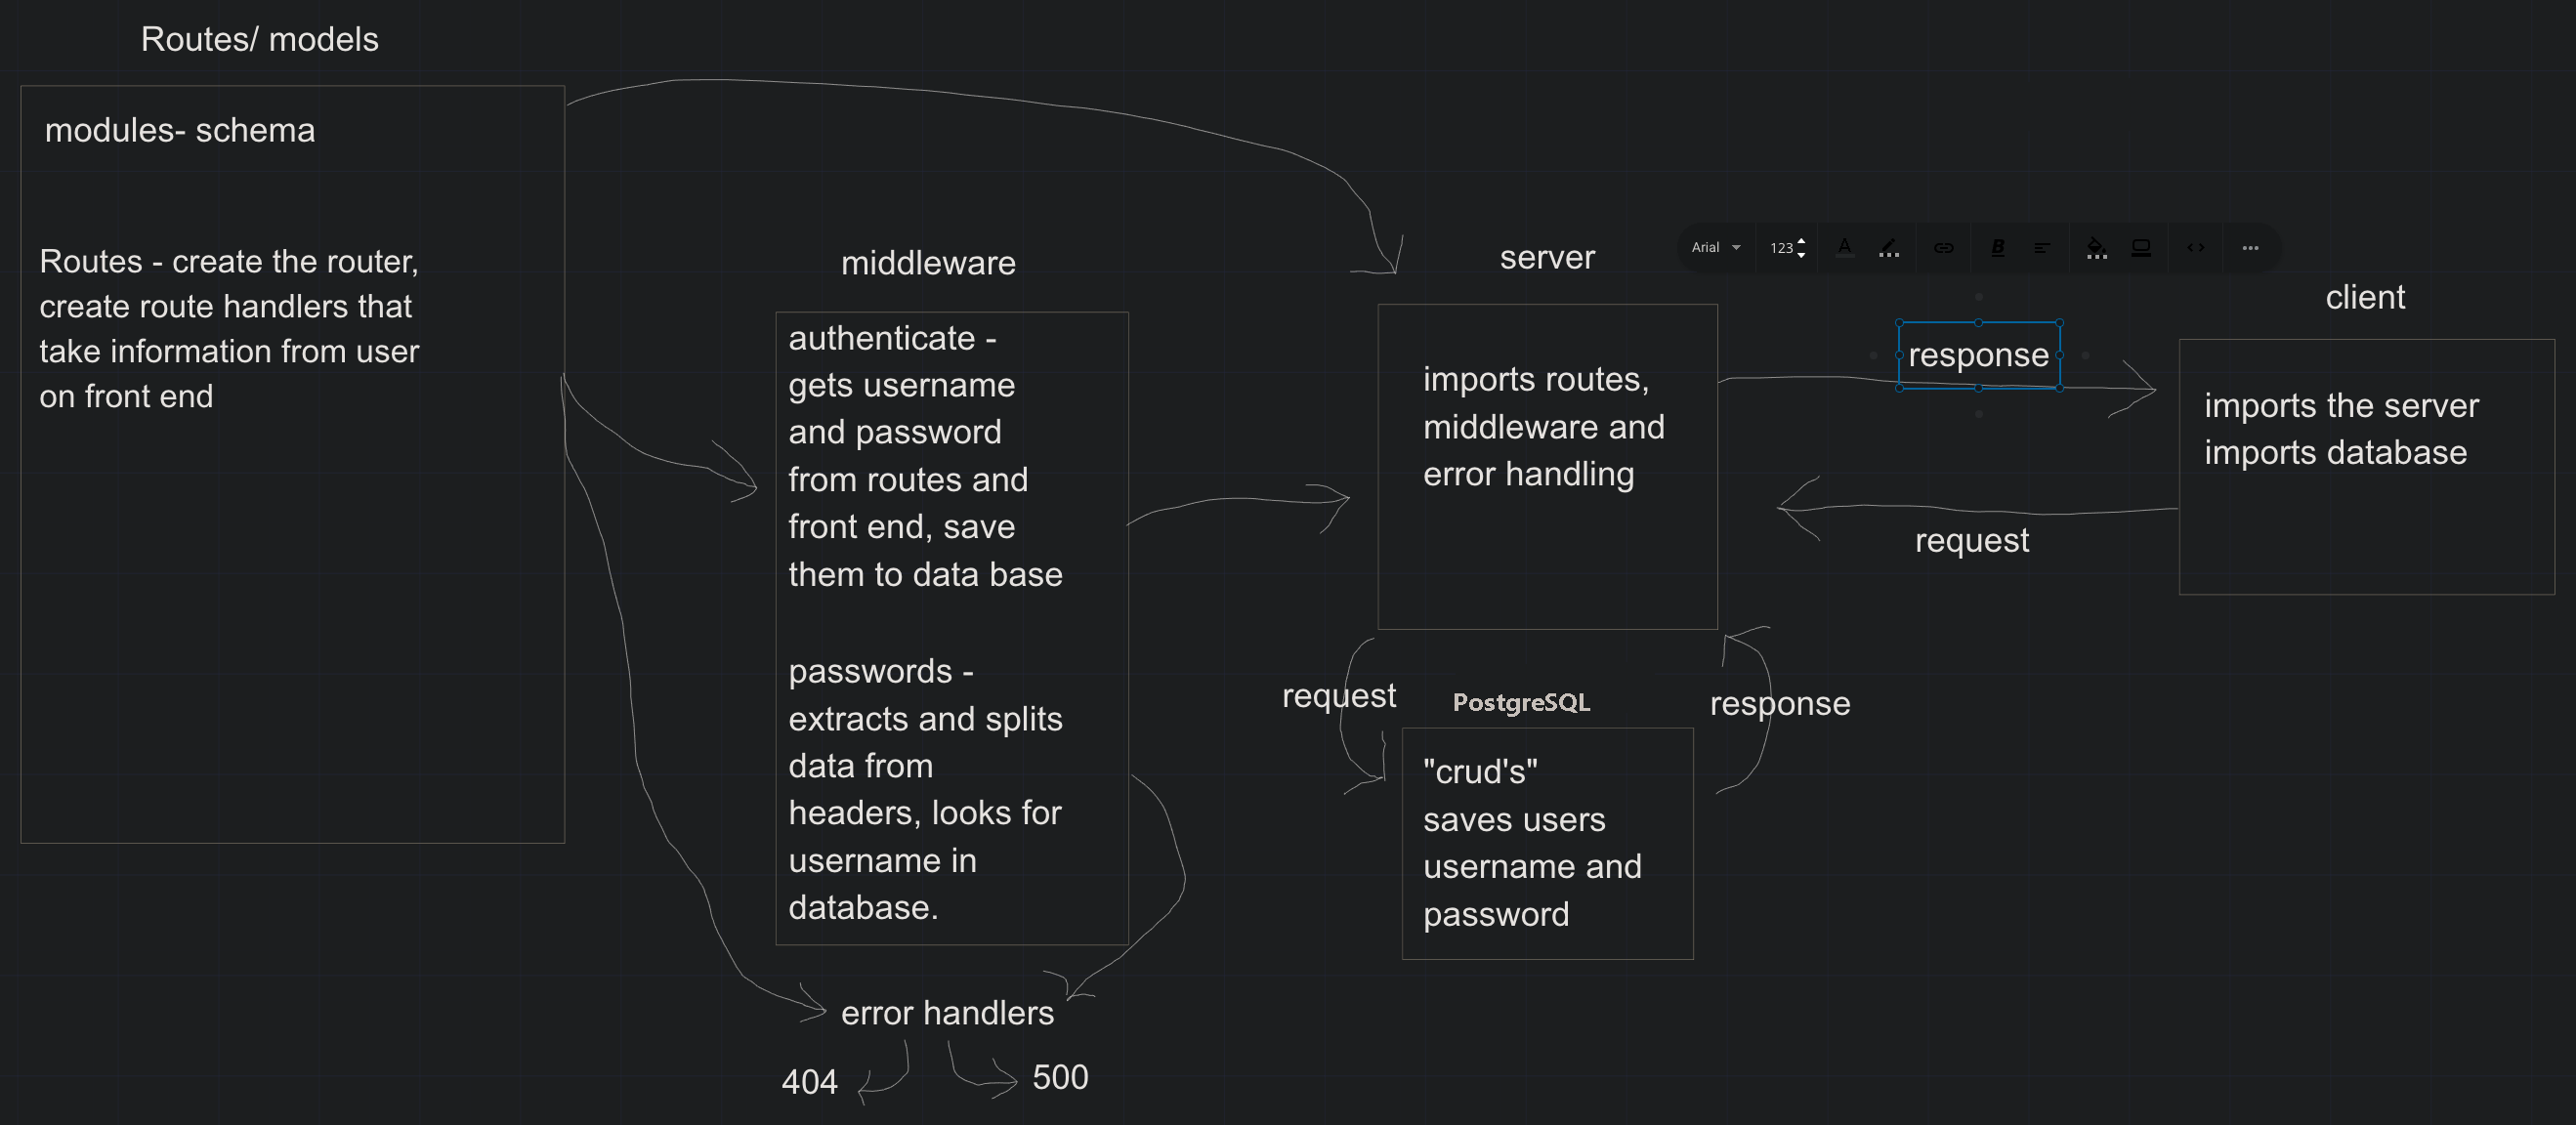 Routes/ models
modules- schema
Routes - create the router,
create route handlers that
take information from user
on front end
middleware
authenticate -
gets username
and password
from routes and
front end, save
them to data base
passwords -
extracts and splits
data from
headers, looks for
username in
database.
error handlers
404
500
server
imports routes,
middleware and
error handling
request
PostgreSQL
response
"crud's"
saves users
username and
password
Arial
123
A
B
response
request
client
imports the server
imports database